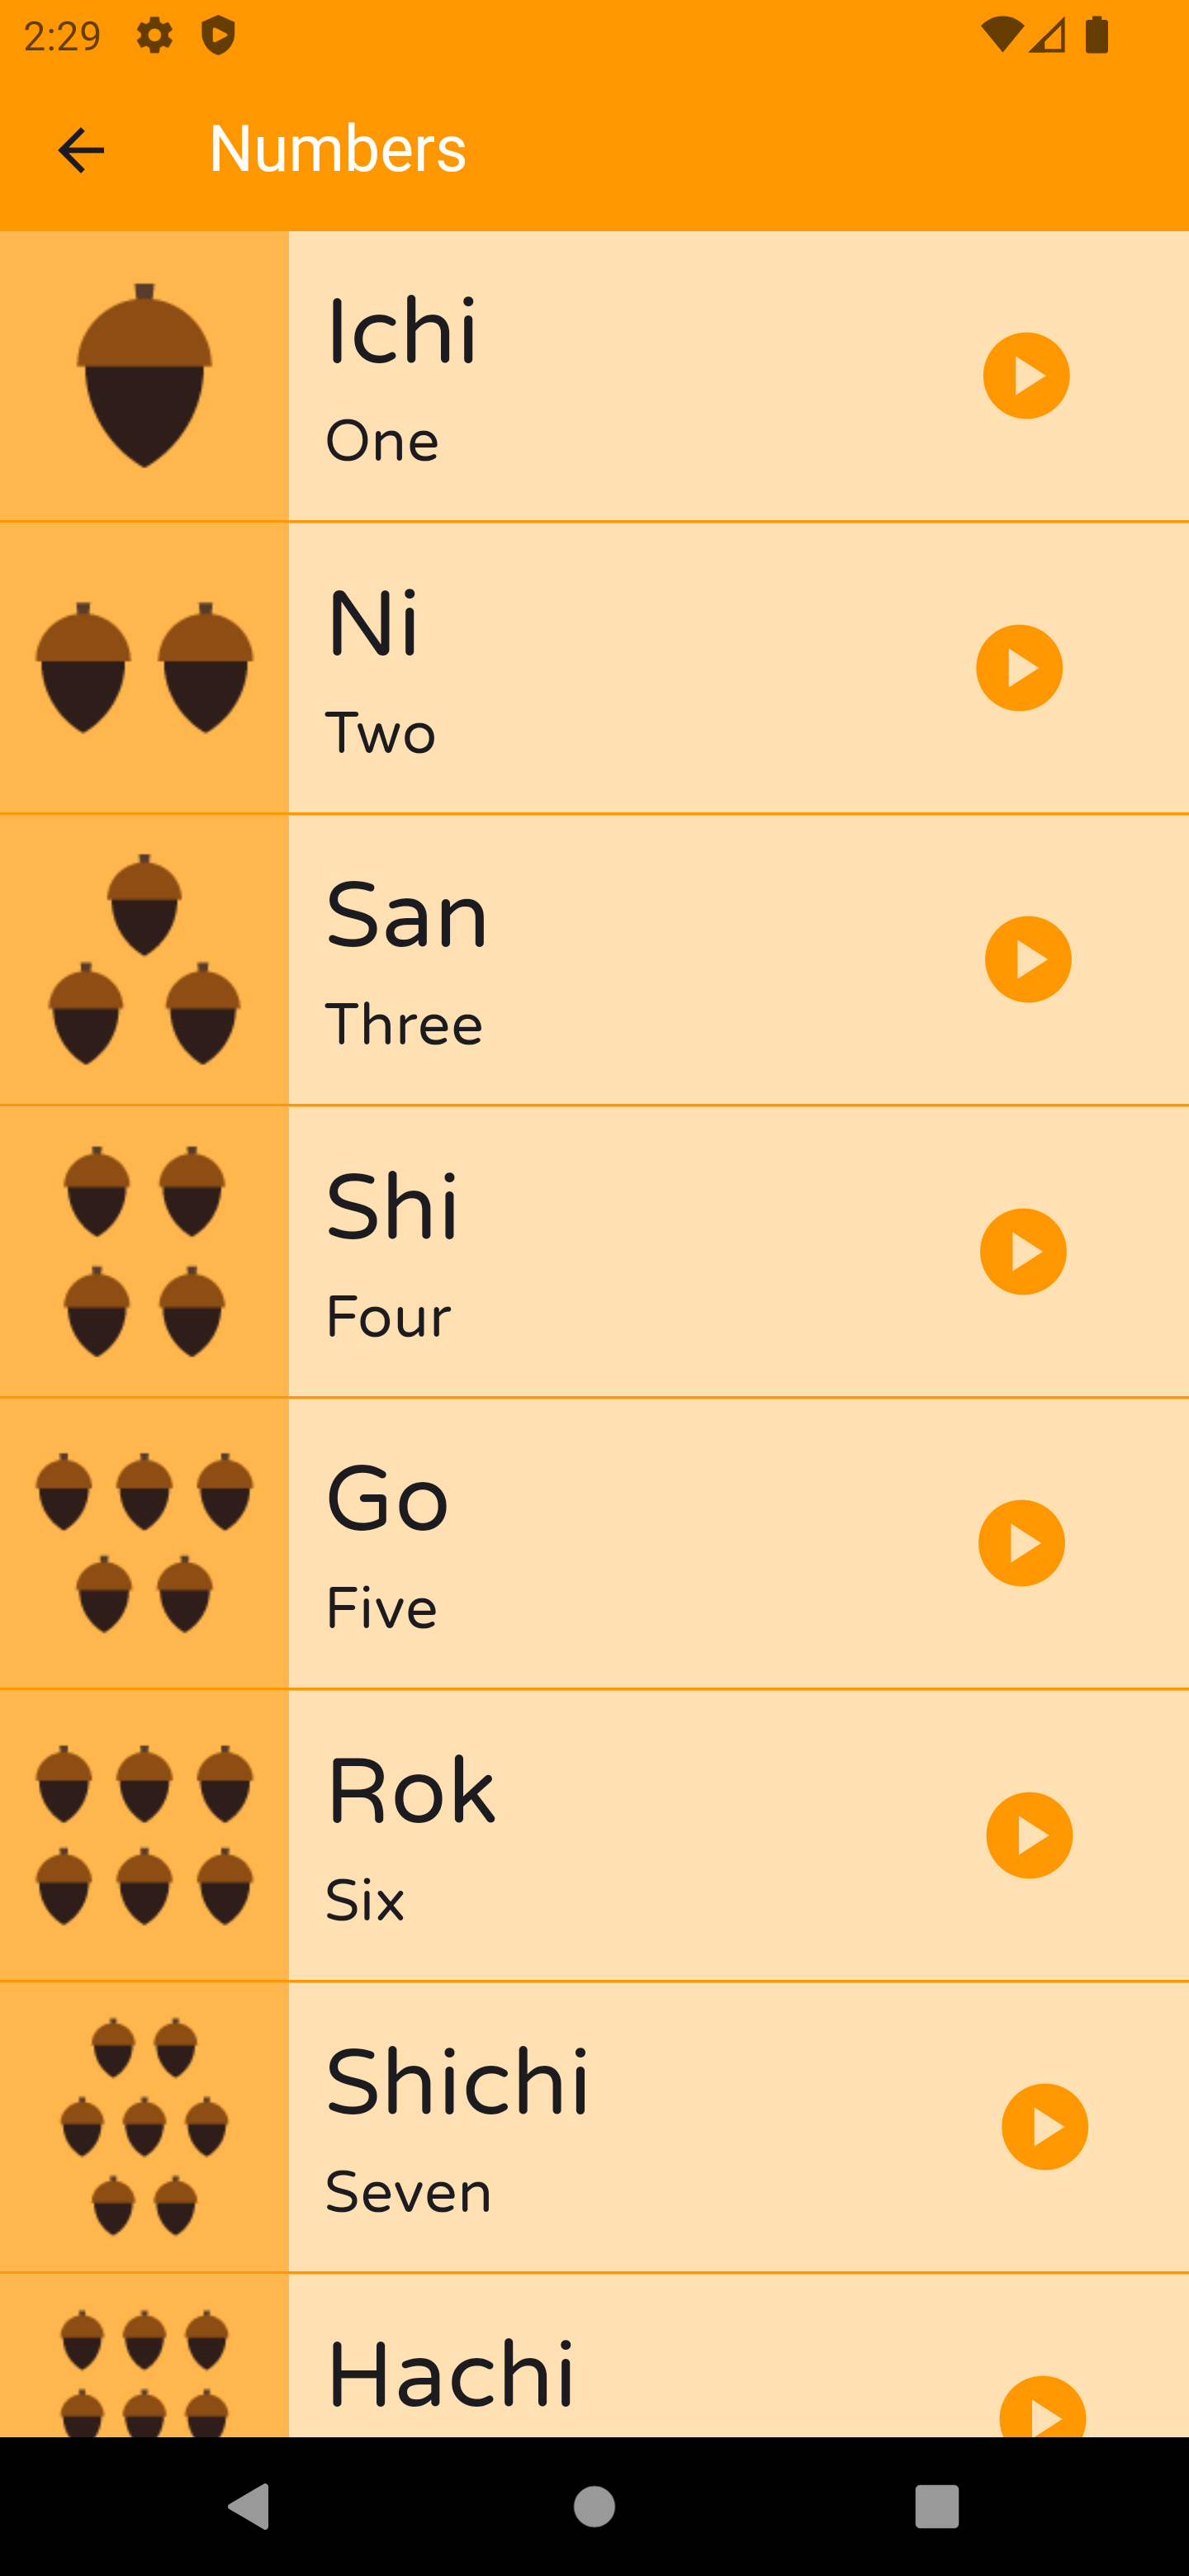 2:29
Numbers
Ichi
One
Ni
Two
San
Three
Shi
Four
Go
Five
Rok
Six
Shichi
Seven
Hachi